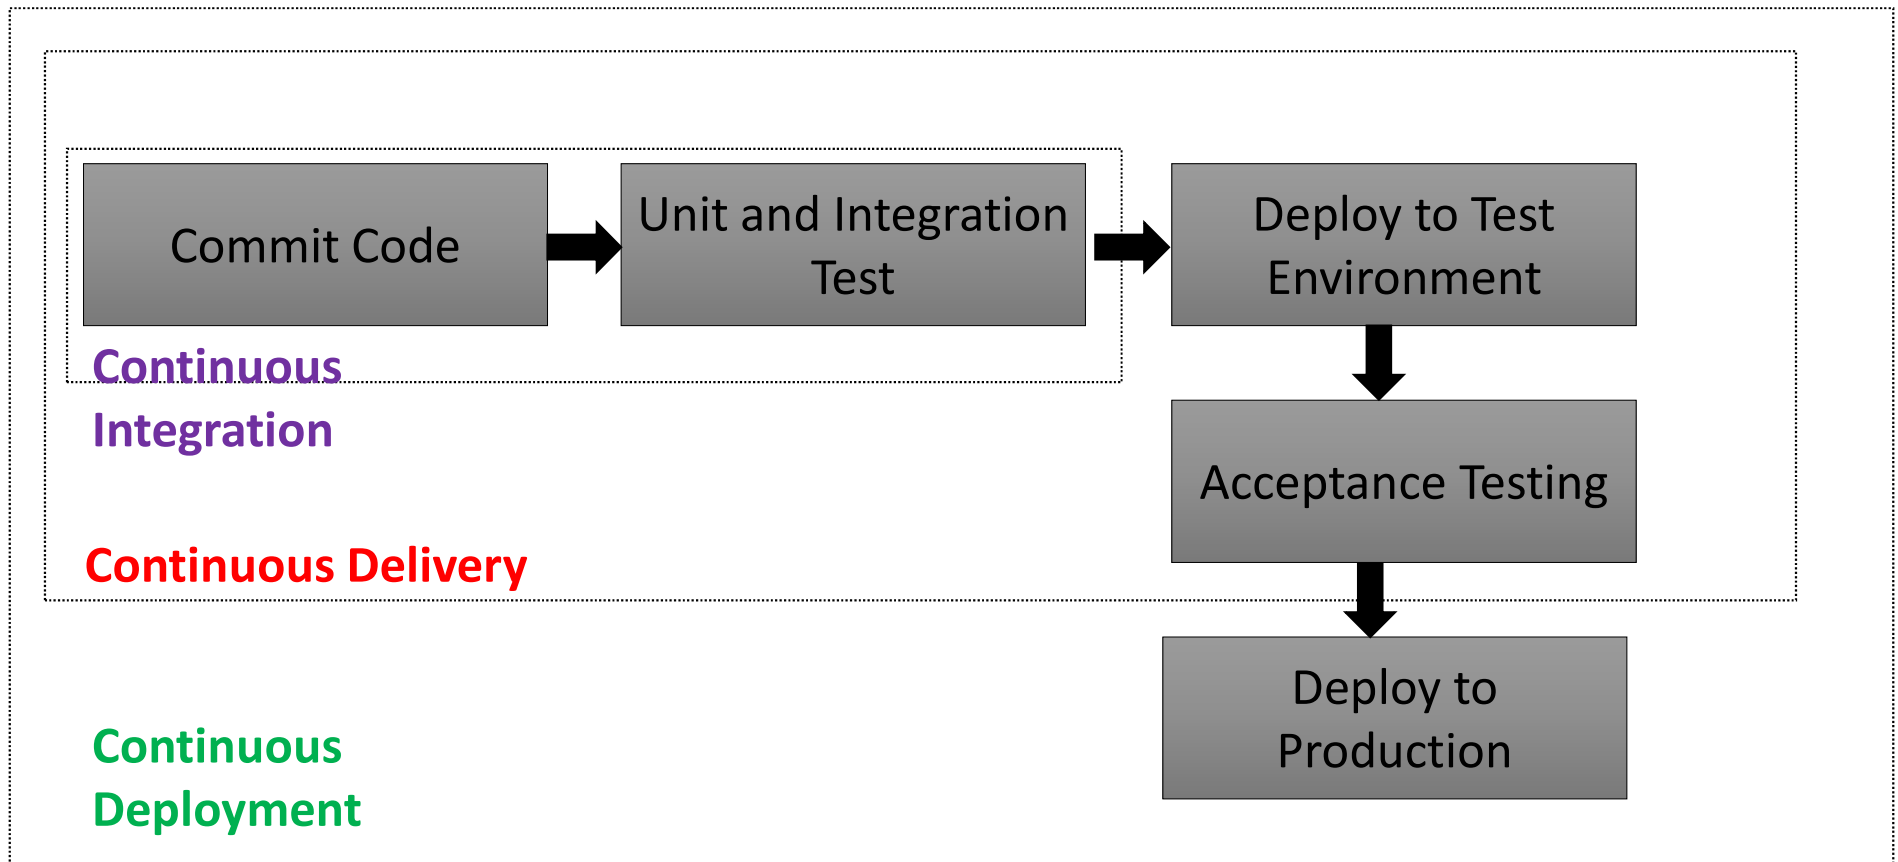 Commit Code
Unit and Integration
Test
Deploy to Test
Environment
Continuous
Integration
Acceptance Testing
Continuous Delivery
Deploy to
Production
Continuous
Deployment